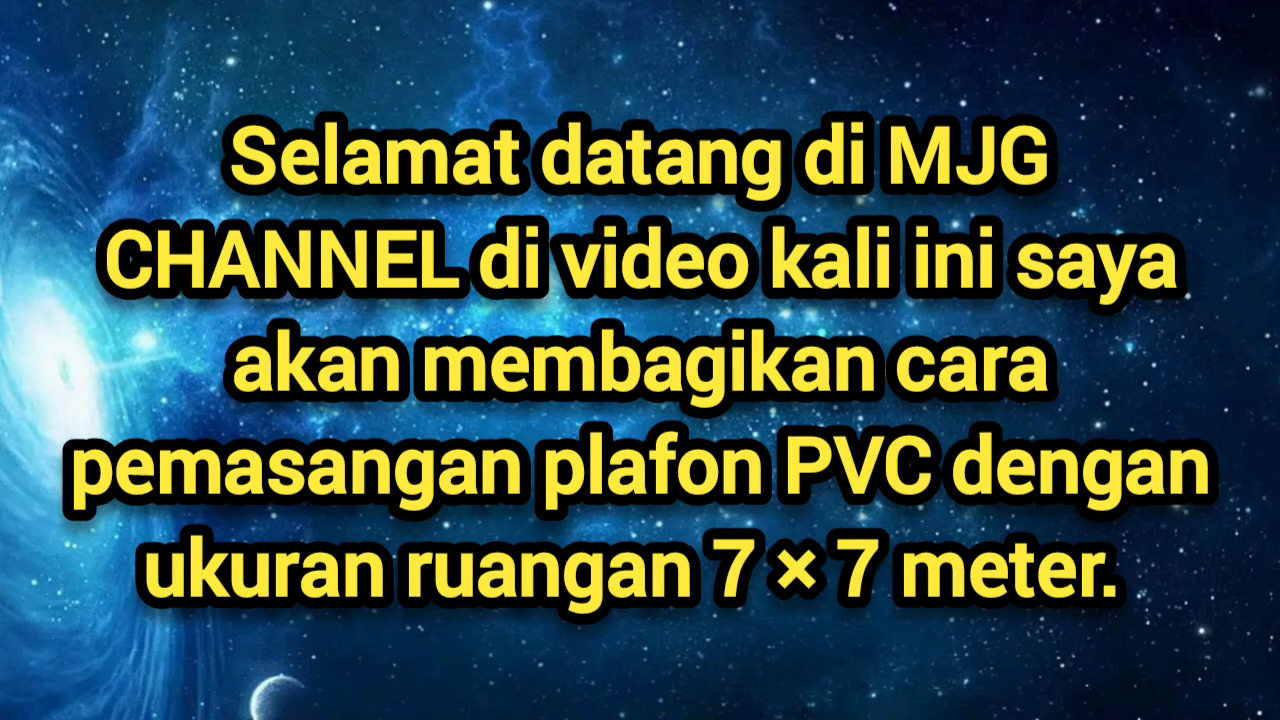 Selamat datang di MJG
CHANNEL di video kali ini saya
akan membagikan cara
pemasangan plafon PVC dengan
ukuran ruangan 7 × 7 meter.